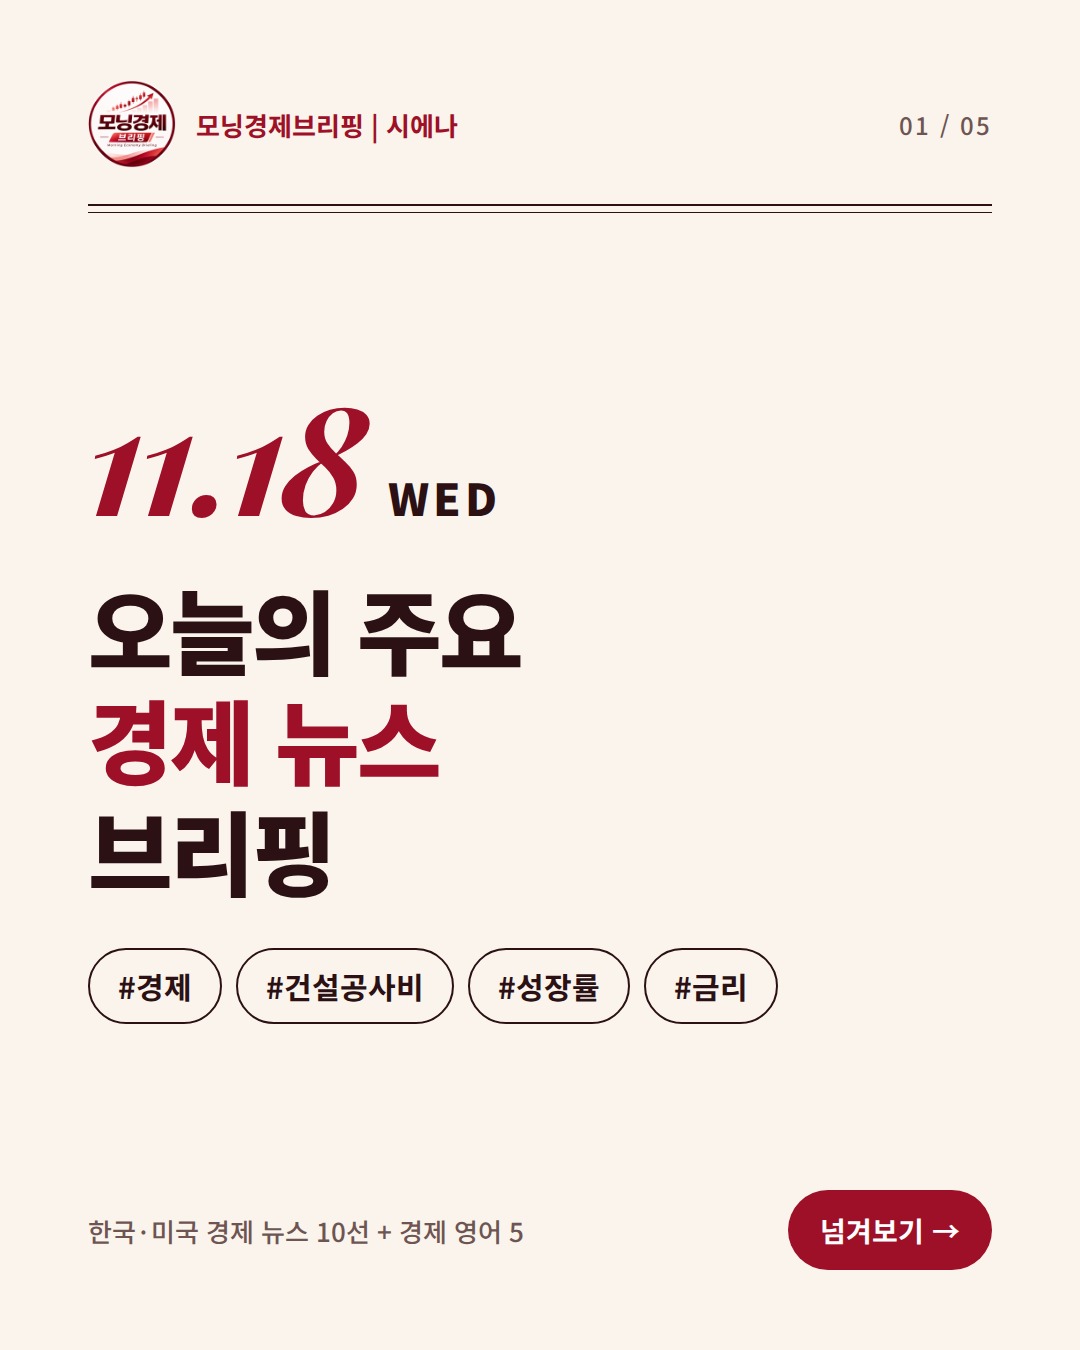 모닝경제
브리핑
Morning Economy Briefing
모닝경제브리핑 | 시에나
01 / 05
11.18 WED
오늘의 주요
경제 뉴스
브리핑
#경제 #건설공사비 #성장률 #금리
한국·미국 경제 뉴스 10선 + 경제 영어 5
넘겨보기 →